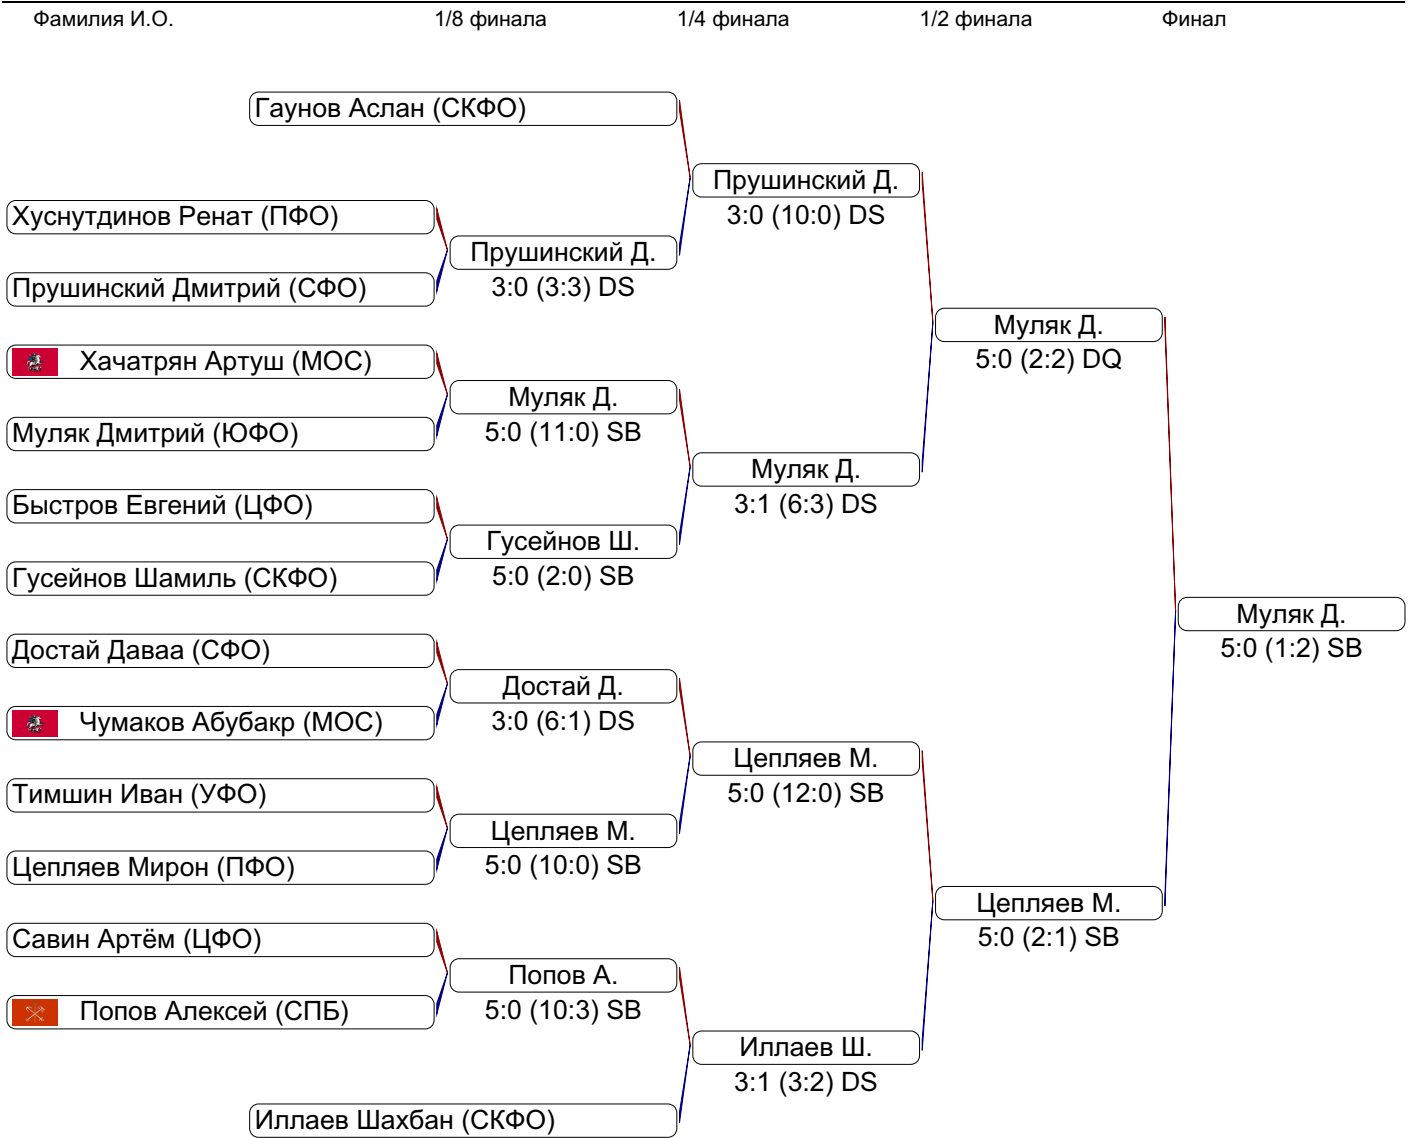 Фамилия И.О. 1/8 финала 1/4 финала 1/2 финала Финал
Гаунов Аслан (СКФО)
Прушинский Д.
3:0 (10:0) DS
Хуснутдинов Ренат (ПФО)
Прушинский Д.
3:0 (3:3) DS
Прушинский Дмитрий (СФО)
Муляк Д.
5:0 (2:2) DQ
Хачатрян Артуш (МОС)
Муляк Д.
5:0 (11:0) SB
Муляк Дмитрий (ЮФО)
Муляк Д.
3:1 (6:3) DS
Быстров Евгений (ЦФО)
Гусейнов Ш.
5:0 (2:0) SB
Гусейнов Шамиль (СКФО)
Муляк Д.
5:0 (1:2) SB
Достай Даваа (СФО)
Достай Д.
3:0 (6:1) DS
Чумаков Абубакр (МОС)
Цепляев М.
5:0 (12:0) SB
Тимшин Иван (УФО)
Цепляев М.
5:0 (10:0) SB
Цепляев Мирон (ПФО)
Цепляев М.
5:0 (2:1) SB
Савин Артём (ЦФО)
Попов А.
5:0 (10:3) SB
Попов Алексей (СПБ)
Иллаев Ш.
3:1 (3:2) DS
Иллаев Шахбан (СКФО)